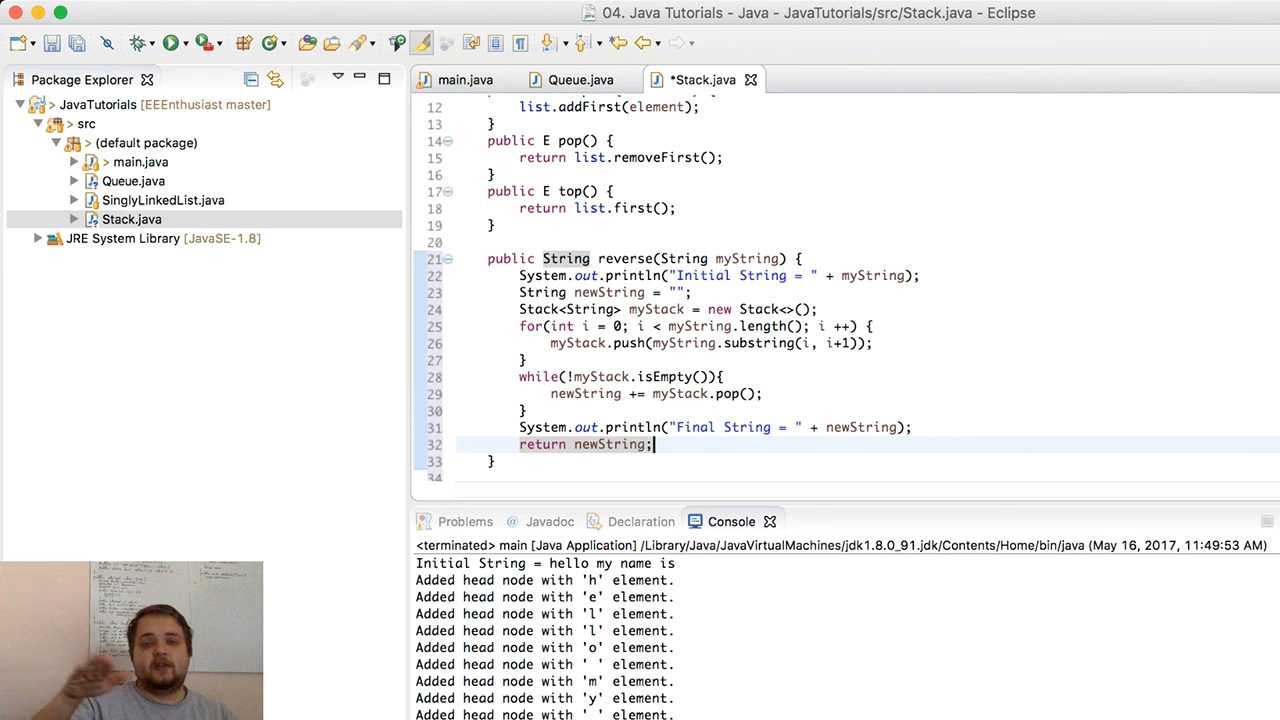 04. Java Tutorials - Java - JavaTutorials/src/Stack.java - Eclipse
Package Explorer
main.java
Queue.java
*Stack.java
> JavaTutorials [EEEnthusiast master]
> src
> (default package)
> main.java
Queue.java
SinglyLinkedList.java
Stack.java
JRE System Library [JavaSE-1.8]
12 list.addFirst(element);
13 }
14 public E pop() {
15 return list.removeFirst();
16 }
17 public E top() {
18 return list.first();
19 }
20
21 public String reverse(String myString) {
22 System.out.println("Initial String = " + myString);
23 String newString = "";
24 Stack<String> myStack = new Stack<>();
25 for(int i = 0; i < myString.length(); i ++) {
26 myStack.push(myString.substring(i, i+1));
27 }
28 while(!myStack.isEmpty()){
29 newString += myStack.pop();
30 }
31 System.out.println("Final String = " + newString);
32 return newString;
33 }
34
Problems @ Javadoc Declaration Console
<terminated> main [Java Application] /Library/Java/JavaVirtualMachines/jdk1.8.0_91.jdk/Contents/Home/bin/java (May 16, 2017, 11:49:53 AM)
Initial String = hello my name is
Added head node with 'h' element.
Added head node with 'e' element.
Added head node with 'l' element.
Added head node with 'l' element.
Added head node with 'o' element.
Added head node with ' ' element.
Added head node with 'm' element.
Added head node with 'y' element.
Added head node with ' ' element.